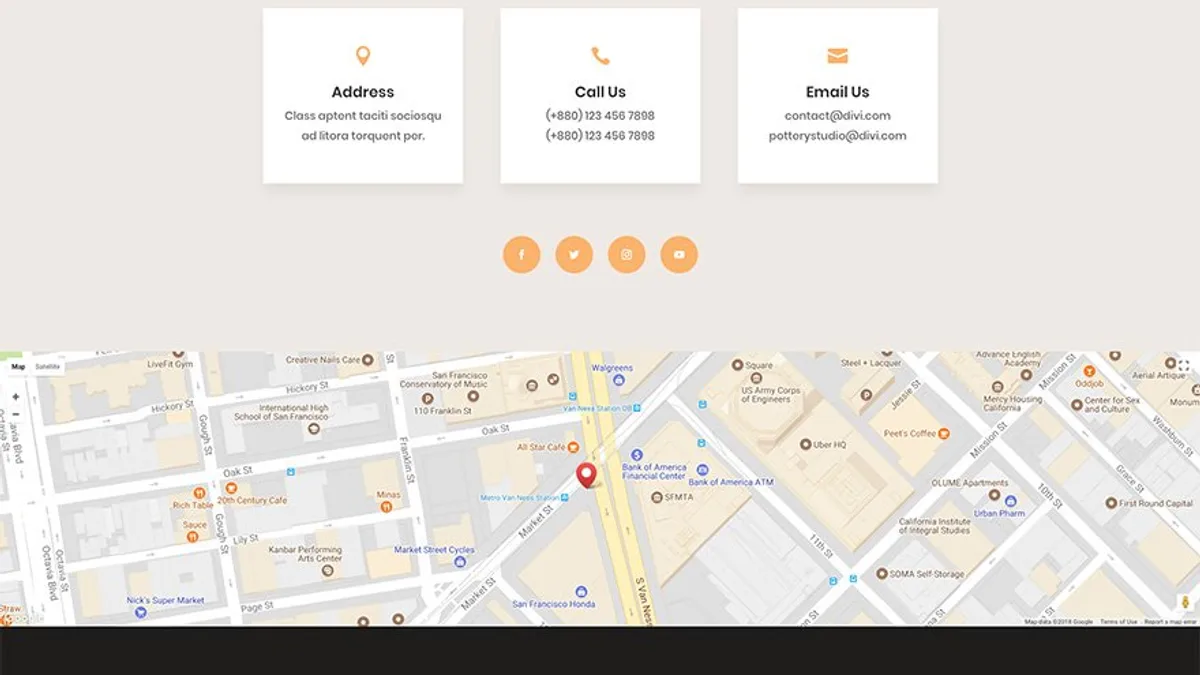 Address
Class aptent taciti sociosqu
ad litora torquent per.
Call Us
(+880) 123 456 7898
(+880) 123 456 7898
Email Us
contact@divi.com
potterystudio@divi.com
Map
Satellite
LiveFit Gym
Creative Nails Care
Hickory St
Hickory St
San Francisco
Conservatory of Music
110 Franklin St
International High
School of San Francisco
Walgreens
Van Ness Station OB
Square
US Army Corps
of Engineers
Steel + Lacquer
Jessie St
Advance English
Academy
Mission St
Oddjob
Aerial Artique
Mercy Housing
California
Center for Sex
and Culture
Washburn St
Octavia Blvd
Gough St
Franklin St
Oak St
Oak St
All Star Cafe
Uber HQ
Peet's Coffee
Mission St
Grace St
Bank of America
Financial Center
Bank of America ATM
SFMTA
Metro Van Ness Station
Market St
Rich Table
20th Century Cafe
Minas
Sauce
Gough St
Lily St
OLUME Apartments
10th St
Urban Pharm
First Round Capital
California Institute
of Integral Studies
11th St
Kanbar Performing
Arts Center
Market Street Cycles
Octavia Blvd
Octavia St
SOMA Self-Storage
Nick's Super Market
Page St
Market St
San Francisco Honda
S Van Ness
Straw
Google
Map data ©2018 Google
Terms of Use
Report a map error